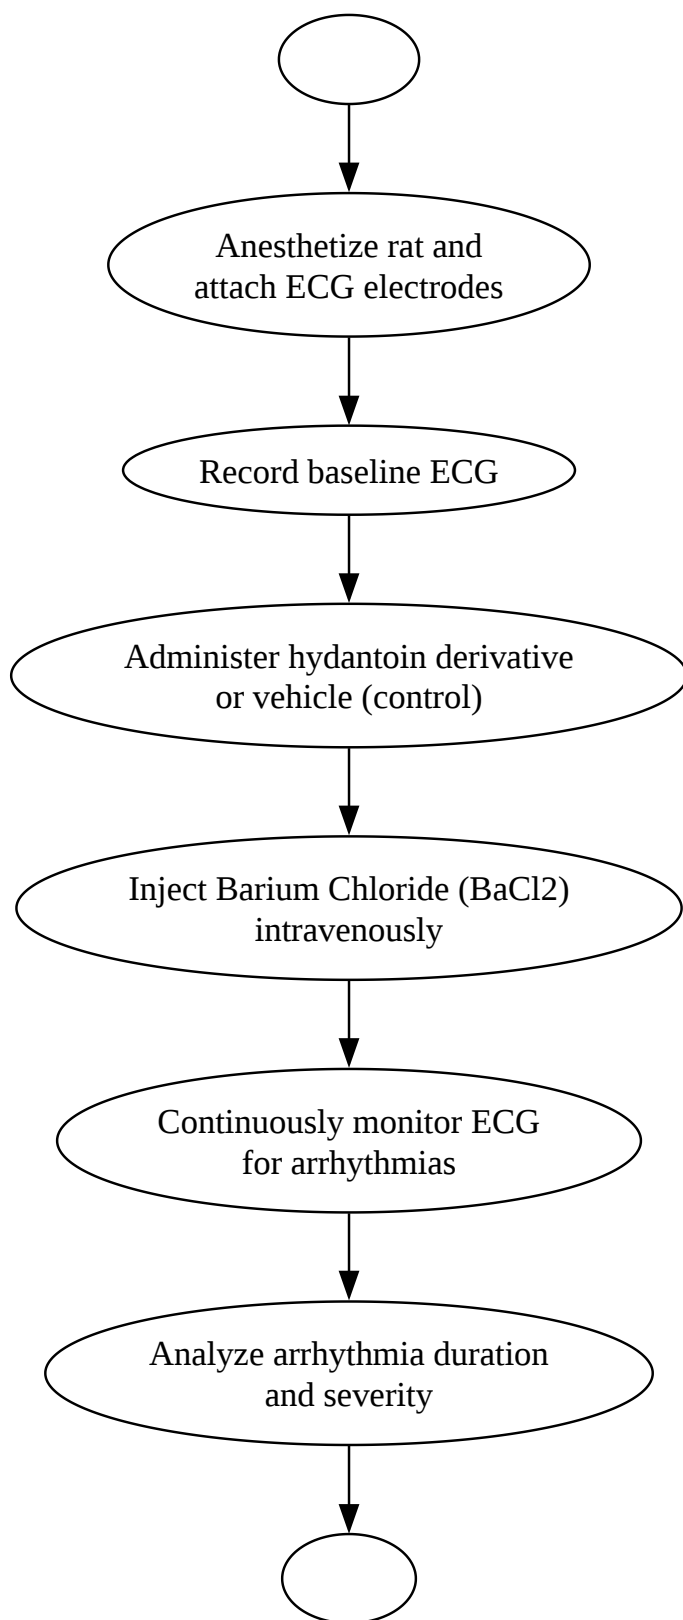 Anesthetize rat and
attach ECG electrodes
Record baseline ECG
Administer hydantoin derivative
or vehicle (control)
Inject Barium Chloride (BaCl2)
intravenously
Continuously monitor ECG
for arrhythmias
Analyze arrhythmia duration
and severity